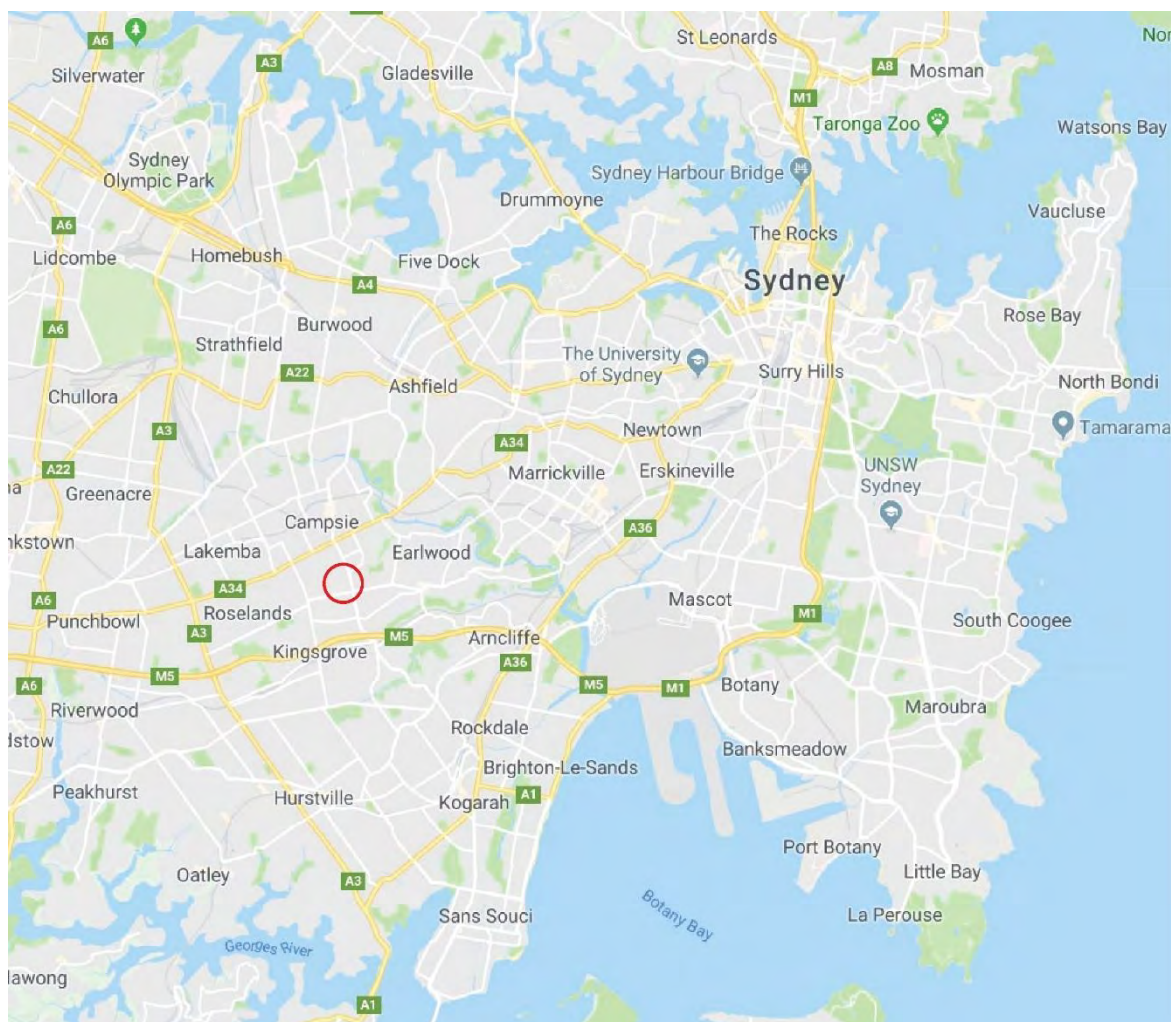 A6
A3
St Leonards
Nor
Silverwater
Gladesville
A8
Mosman
M1
Taronga Zoo
Watsons Bay
Sydney
Olympic Park
Sydney Harbour Bridge
Drummoyne
Vaucluse
A6
The Rocks
Lidcombe
Homebush
Five Dock
Sydney
A4
Rose Bay
A6
Burwood
Strathfield
The University
of Sydney
Surry Hills
A22
Ashfield
North Bondi
Chullora
A3
Newtown
Tamarama
A34
A22
Marrickville
Erskineville
UNSW
Sydney
na
Greenacre
Campsie
A36
nkstown
Lakemba
Earlwood
A34
A6
Mascot
Punchbowl
Roselands
M1
South Coogee
A3
M5
Arncliffe
Kingsgrove
A36
M5
A6
M5
M1
Botany
Riverwood
Maroubra
Rockdale
dstow
Banksmeadow
Brighton-Le-Sands
Peakhurst
Hurstville
Kogarah
A1
Port Botany
Oatley
A3
Little Bay
Sans Souci
Botany Bay
La Perouse
Georges River
lawong
A1